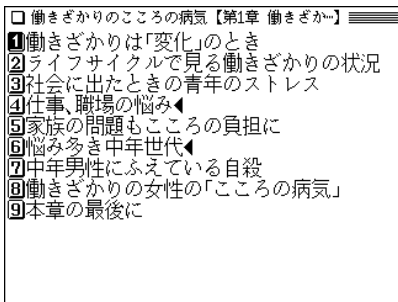 □ 働きざかりのこころの病気【第1章 働きざか…】
1働きざかりは「変化」のとき
2ライフサイクルで見る働きざかりの状況
3社会に出たときの青年のストレス
4仕事、職場の悩み◀
5家族の問題もこころの負担に
6悩み多き中年世代◀
7中年男性にふえている自殺
8働きざかりの女性の「こころの病気」
9本章の最後に